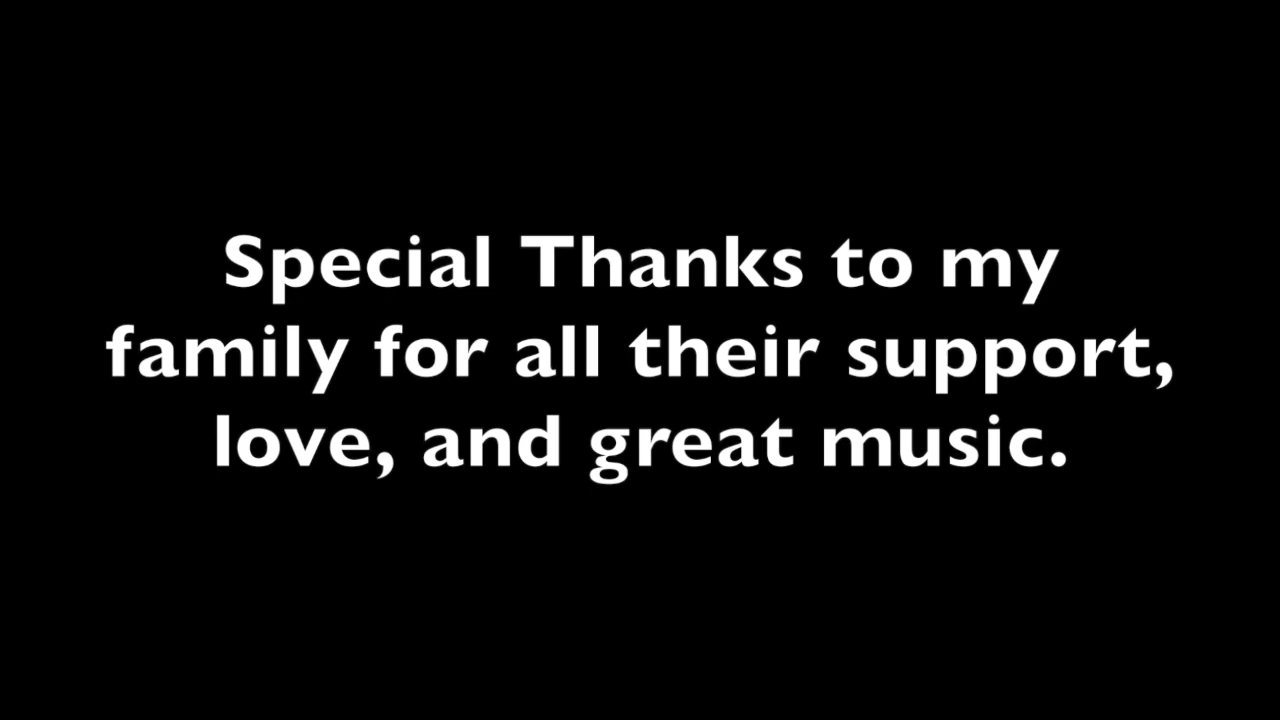 Special Thanks to my
family for all their support,
love, and great music.